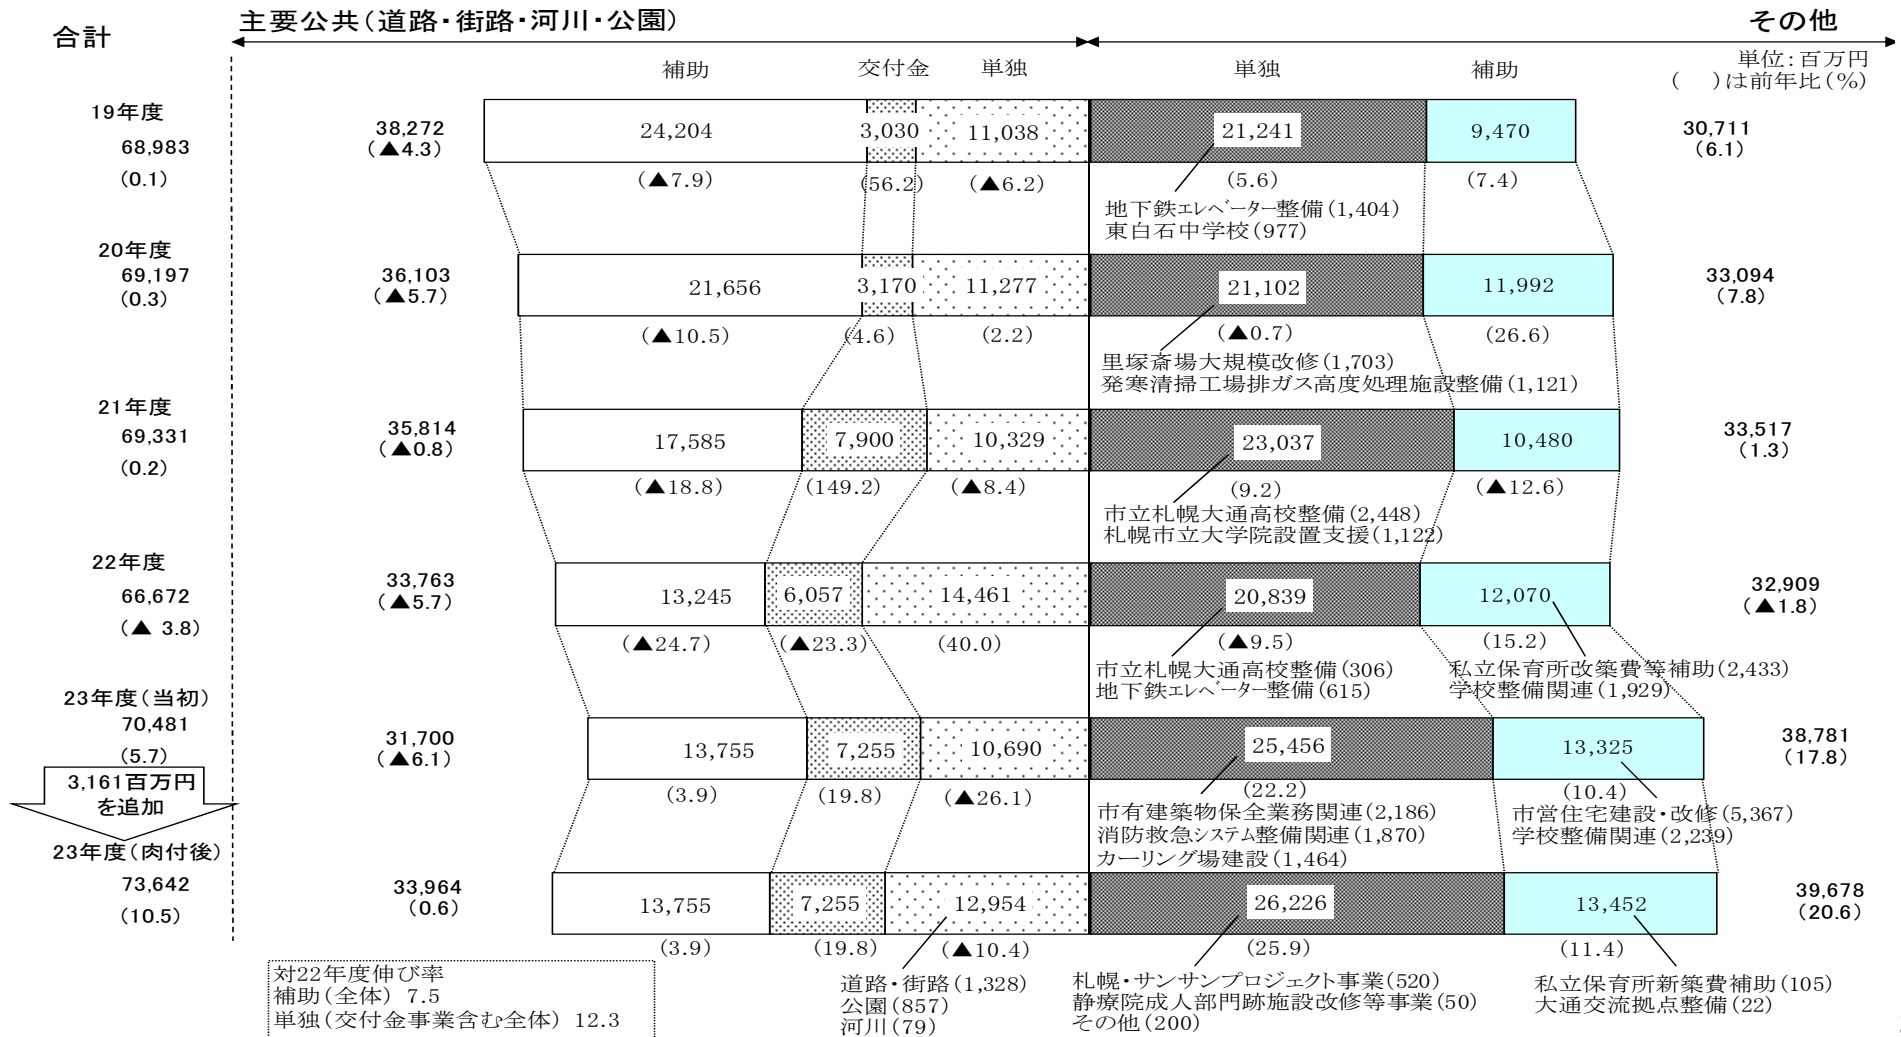 合計
主要公共(道路・街路・河川・公園)
その他
補助
交付金
単独
単独
補助
単位:百万円
( )は前年比(%)
19年度
68,983
(0.1)
38,272
(▲4.3)
24,204
3,030
11,038
21,241
9,470
30,711
(6.1)
(▲7.9)
(56.2)
(▲6.2)
(5.6)
(7.4)
地下鉄エレベーター整備(1,404)
東白石中学校(977)
20年度
69,197
(0.3)
36,103
(▲5.7)
21,656
3,170
11,277
21,102
11,992
33,094
(7.8)
(▲10.5)
(4.6)
(2.2)
(▲0.7)
(26.6)
里塚斎場大規模改修(1,703)
発寒清掃工場排ガス高度処理施設整備(1,121)
21年度
69,331
(0.2)
35,814
(▲0.8)
17,585
7,900
10,329
23,037
10,480
33,517
(1.3)
(▲18.8)
(149.2)
(▲8.4)
(9.2)
(▲12.6)
市立札幌大通高校整備(2,448)
札幌市立大学院設置支援(1,122)
22年度
66,672
(▲ 3.8)
33,763
(▲5.7)
13,245
6,057
14,461
20,839
12,070
32,909
(▲1.8)
(▲24.7)
(▲23.3)
(40.0)
(▲9.5)
(15.2)
市立札幌大通高校整備(306)
地下鉄エレベーター整備(615)
私立保育所改築費等補助(2,433)
学校整備関連(1,929)
23年度(当初)
70,481
(5.7)
31,700
(▲6.1)
13,755
7,255
10,690
25,456
13,325
38,781
(17.8)
(3.9)
(19.8)
(▲26.1)
(22.2)
(10.4)
市有建築物保全業務関連(2,186)
消防救急システム整備関連(1,870)
カーリング場建設(1,464)
市営住宅建設・改修(5,367)
学校整備関連(2,239)
3,161百万円
を追加
23年度(肉付後)
73,642
(10.5)
33,964
(0.6)
13,755
7,255
12,954
26,226
13,452
39,678
(20.6)
(3.9)
(19.8)
(▲10.4)
(25.9)
(11.4)
道路・街路(1,328)
公園(857)
河川(79)
札幌・サンサンプロジェクト事業(520)
静療院成人部門跡施設改修等事業(50)
その他(200)
私立保育所新築費補助(105)
大通交流拠点整備(22)
対22年度伸び率
補助(全体) 7.5
単独(交付金事業含む全体) 12.3